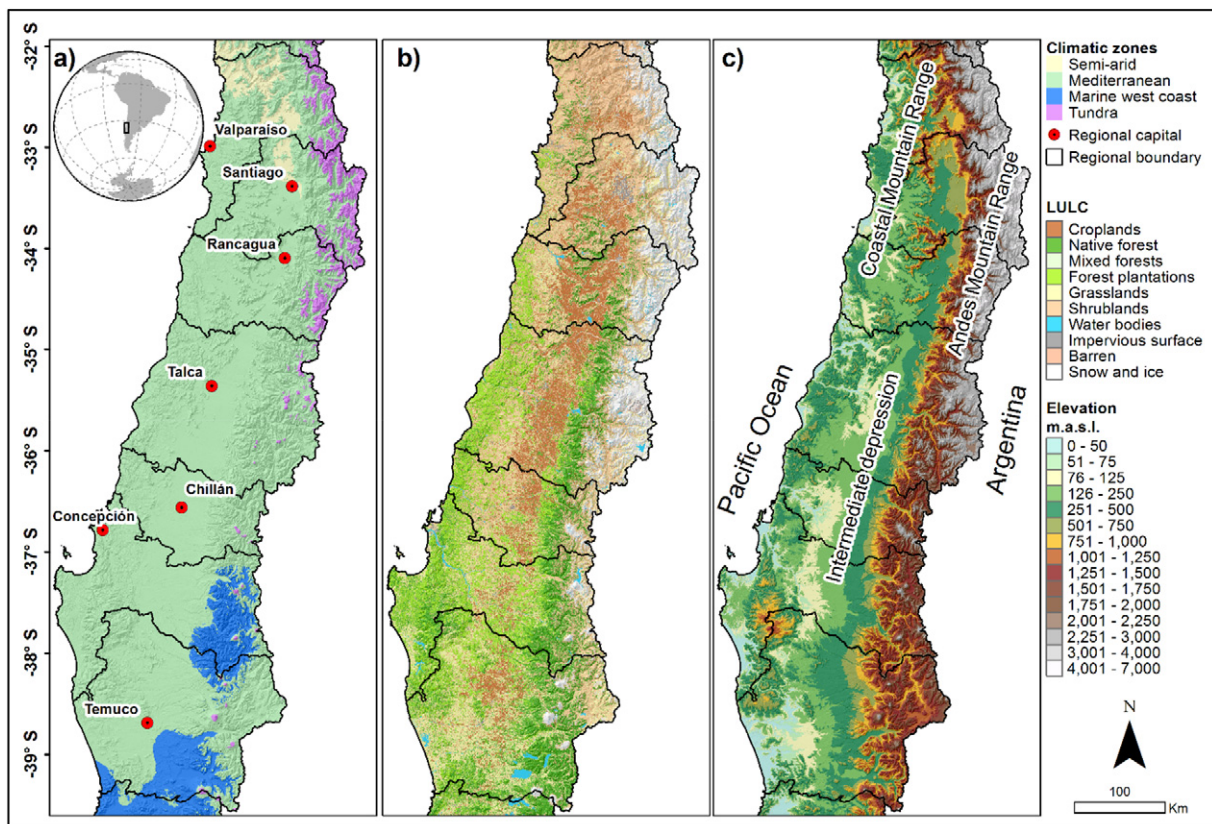 -32° S
-33° S
-34° S
-35° S
-36° S
-37° S
-38° S
-39° S
a)
Valparaíso
Santiago
Rancagua
Talca
Chillán
Concepción
Temuco
b)
c)
Coastal Mountain Range
Andes Mountain Range
Intermediate depression
Pacific Ocean
Argentina
Climatic zones
Semi-arid
Mediterranean
Marine west coast
Tundra
Regional capital
Regional boundary
LULC
Croplands
Native forest
Mixed forests
Forest plantations
Grasslands
Shrublands
Water bodies
Impervious surface
Barren
Snow and ice
Elevation
m.a.s.l.
0 - 50
51 - 75
76 - 125
126 - 250
251 - 500
501 - 750
751 - 1,000
1,001 - 1,250
1,251 - 1,500
1,501 - 1,750
1,751 - 2,000
2,001 - 2,250
2,251 - 3,000
3,001 - 4,000
4,001 - 7,000
N
100
Km